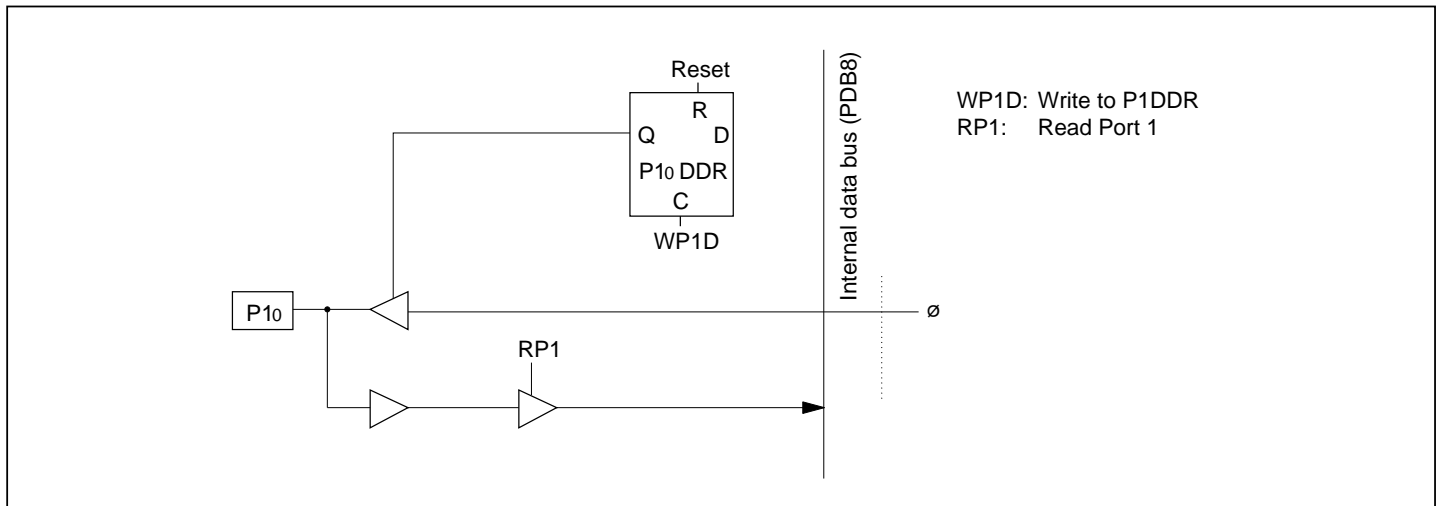 Reset
R
Q D
P1₀ DDR
C
WP1D
Internal data bus (PDB8)
WP1D: Write to P1DDR
RP1: Read Port 1
P1₀
ø
RP1